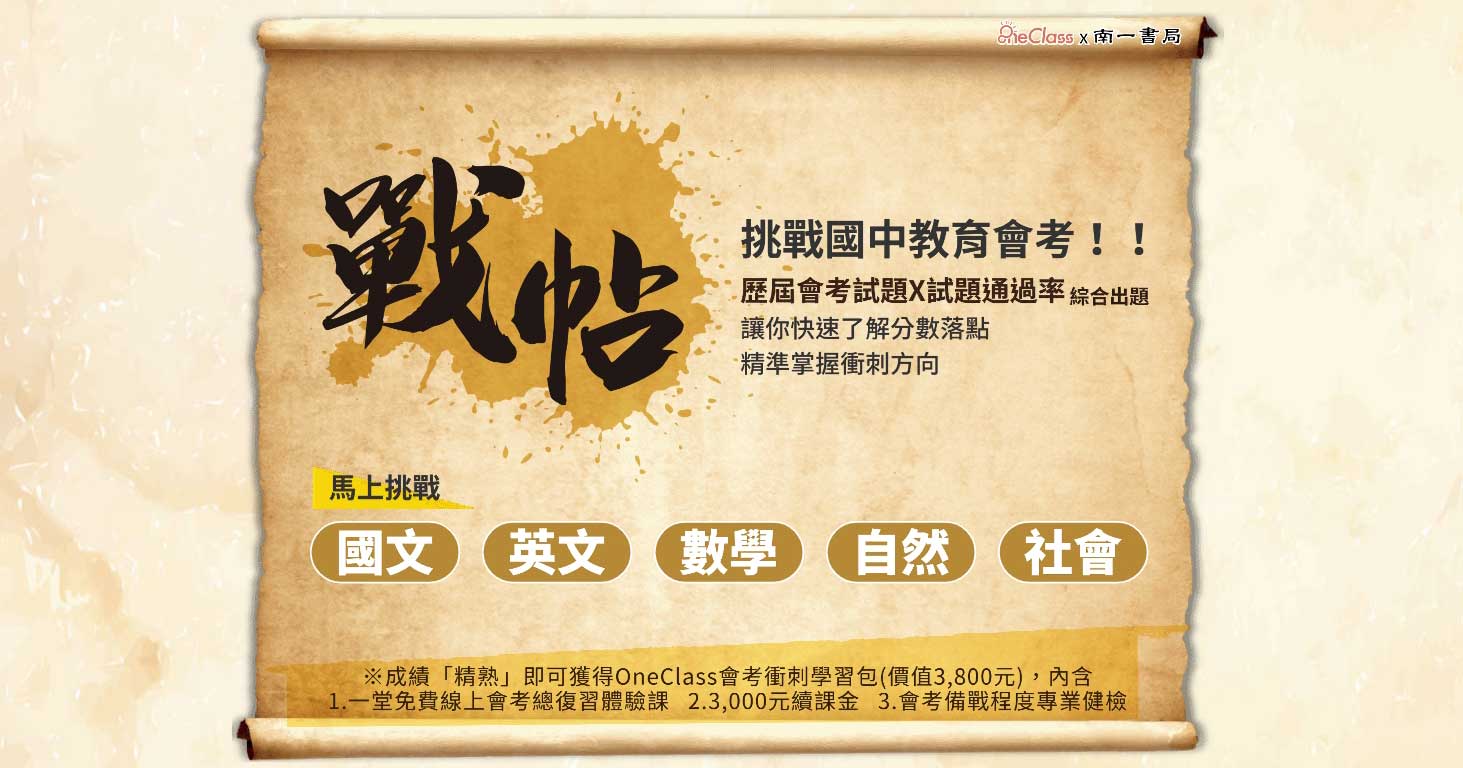 OneClass x 南一書局
戰帖
挑戰國中教育會考！！
歷屆會考試題X試題通過率 綜合出題
讓你快速了解分數落點
精準掌握衝刺方向
馬上挑戰
國文 英文 數學 自然 社會
※成績「精熟」即可獲得OneClass會考衝刺學習包(價值3,800元)，內含
1.一堂免費線上會考總復習體驗課 2.3,000元續課金 3.會考備戰程度專業健檢